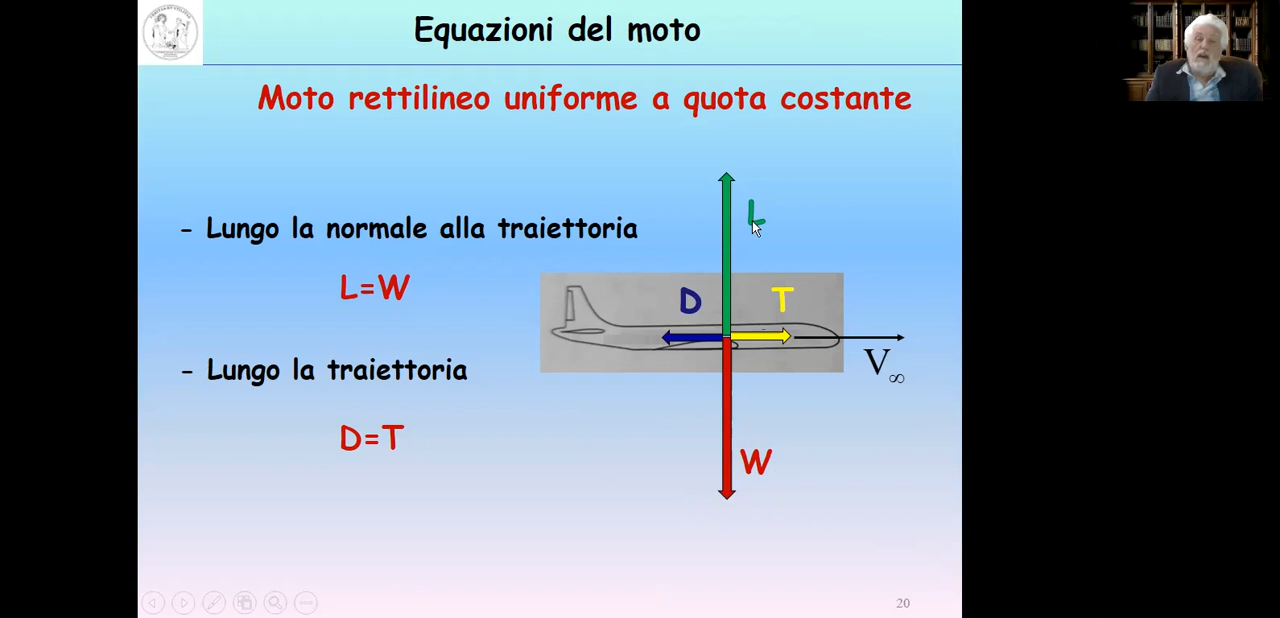 Equazioni del moto
Moto rettilineo uniforme a quota costante
- Lungo la normale alla traiettoria
L=W
- Lungo la traiettoria
D=T
L
D
T
V∞
W
20